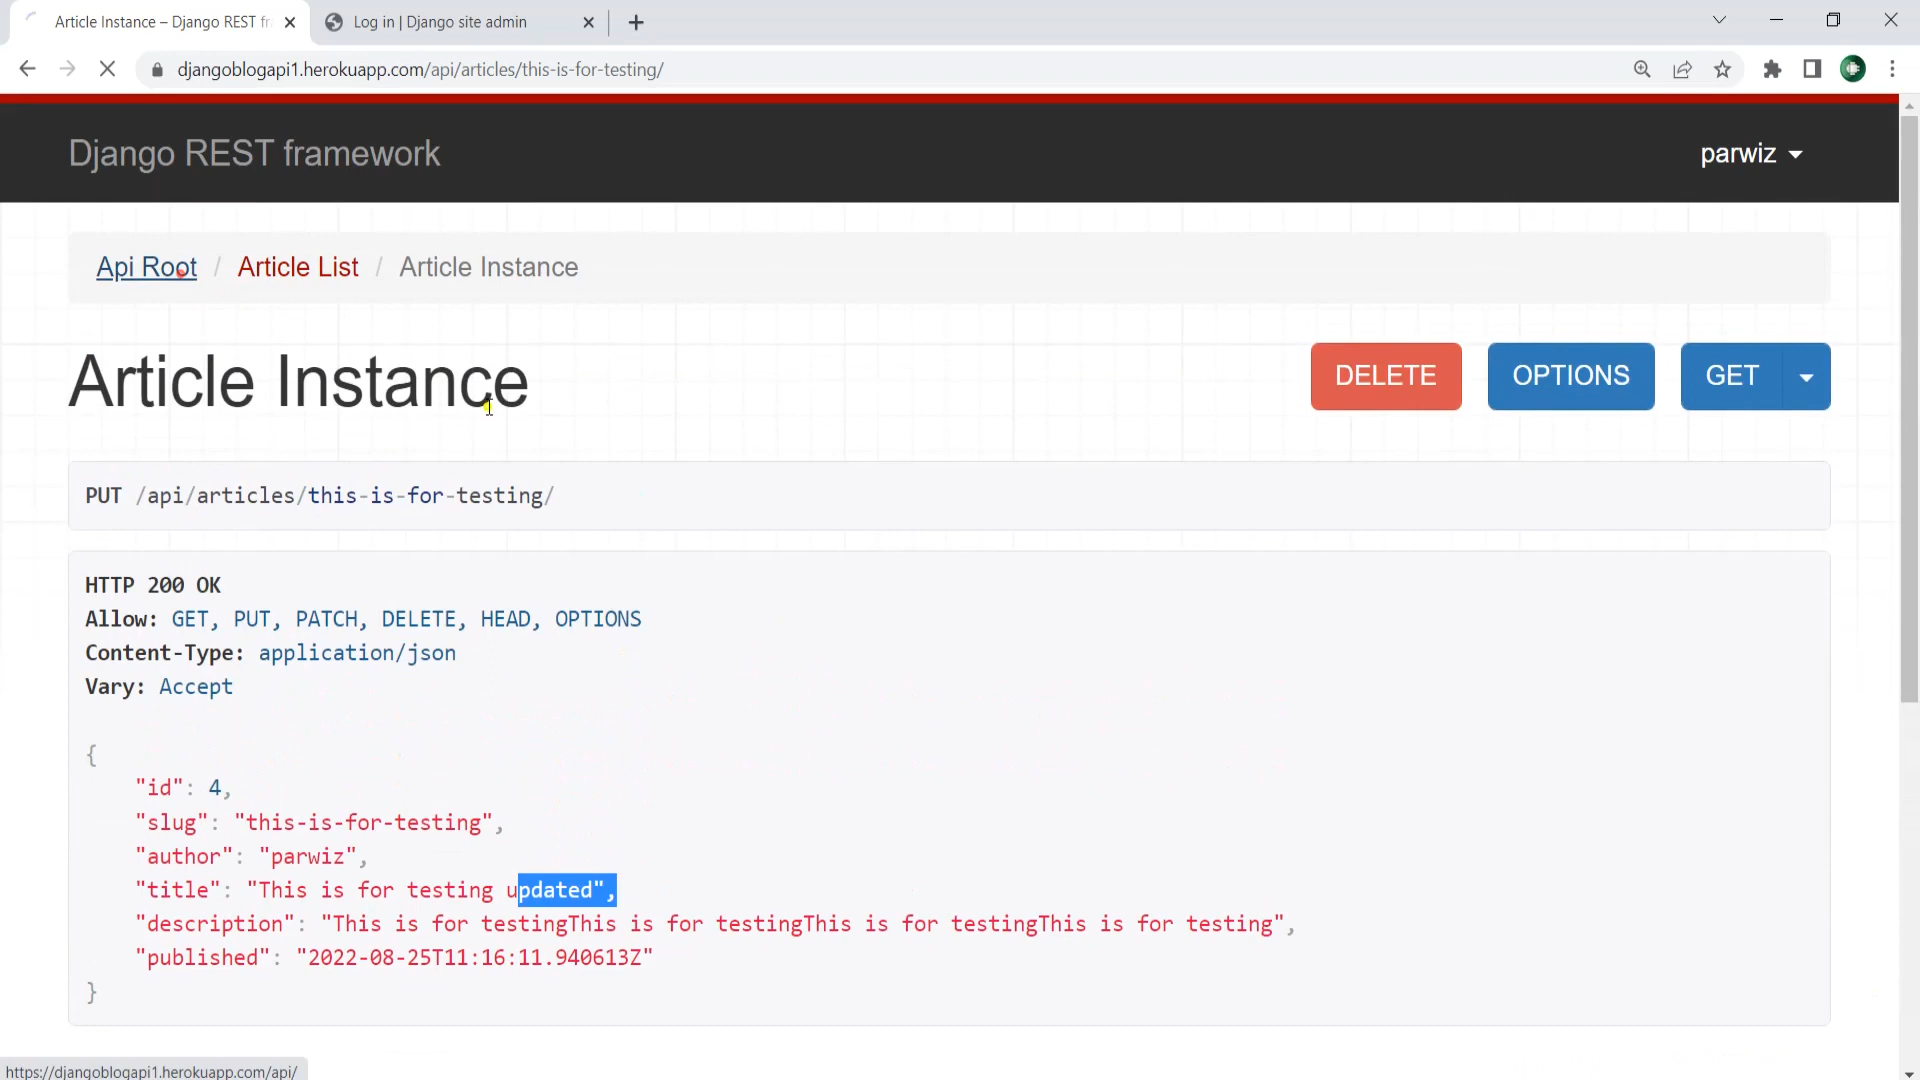 Article Instance – Django REST fr
Log in | Django site admin
djangoblogapi1.herokuapp.com/api/articles/this-is-for-testing/
Django REST framework
parwiz
Api Root / Article List / Article Instance
Article Instance
DELETE
OPTIONS
GET
PUT /api/articles/this-is-for-testing/
HTTP 200 OK
Allow: GET, PUT, PATCH, DELETE, HEAD, OPTIONS
Content-Type: application/json
Vary: Accept
{
"id": 4,
"slug": "this-is-for-testing",
"author": "parwiz",
"title": "This is for testing updated",
"description": "This is for testingThis is for testingThis is for testingThis is for testing",
"published": "2022-08-25T11:16:11.940613Z"
}
https://djangoblogapi1.herokuapp.com/api/